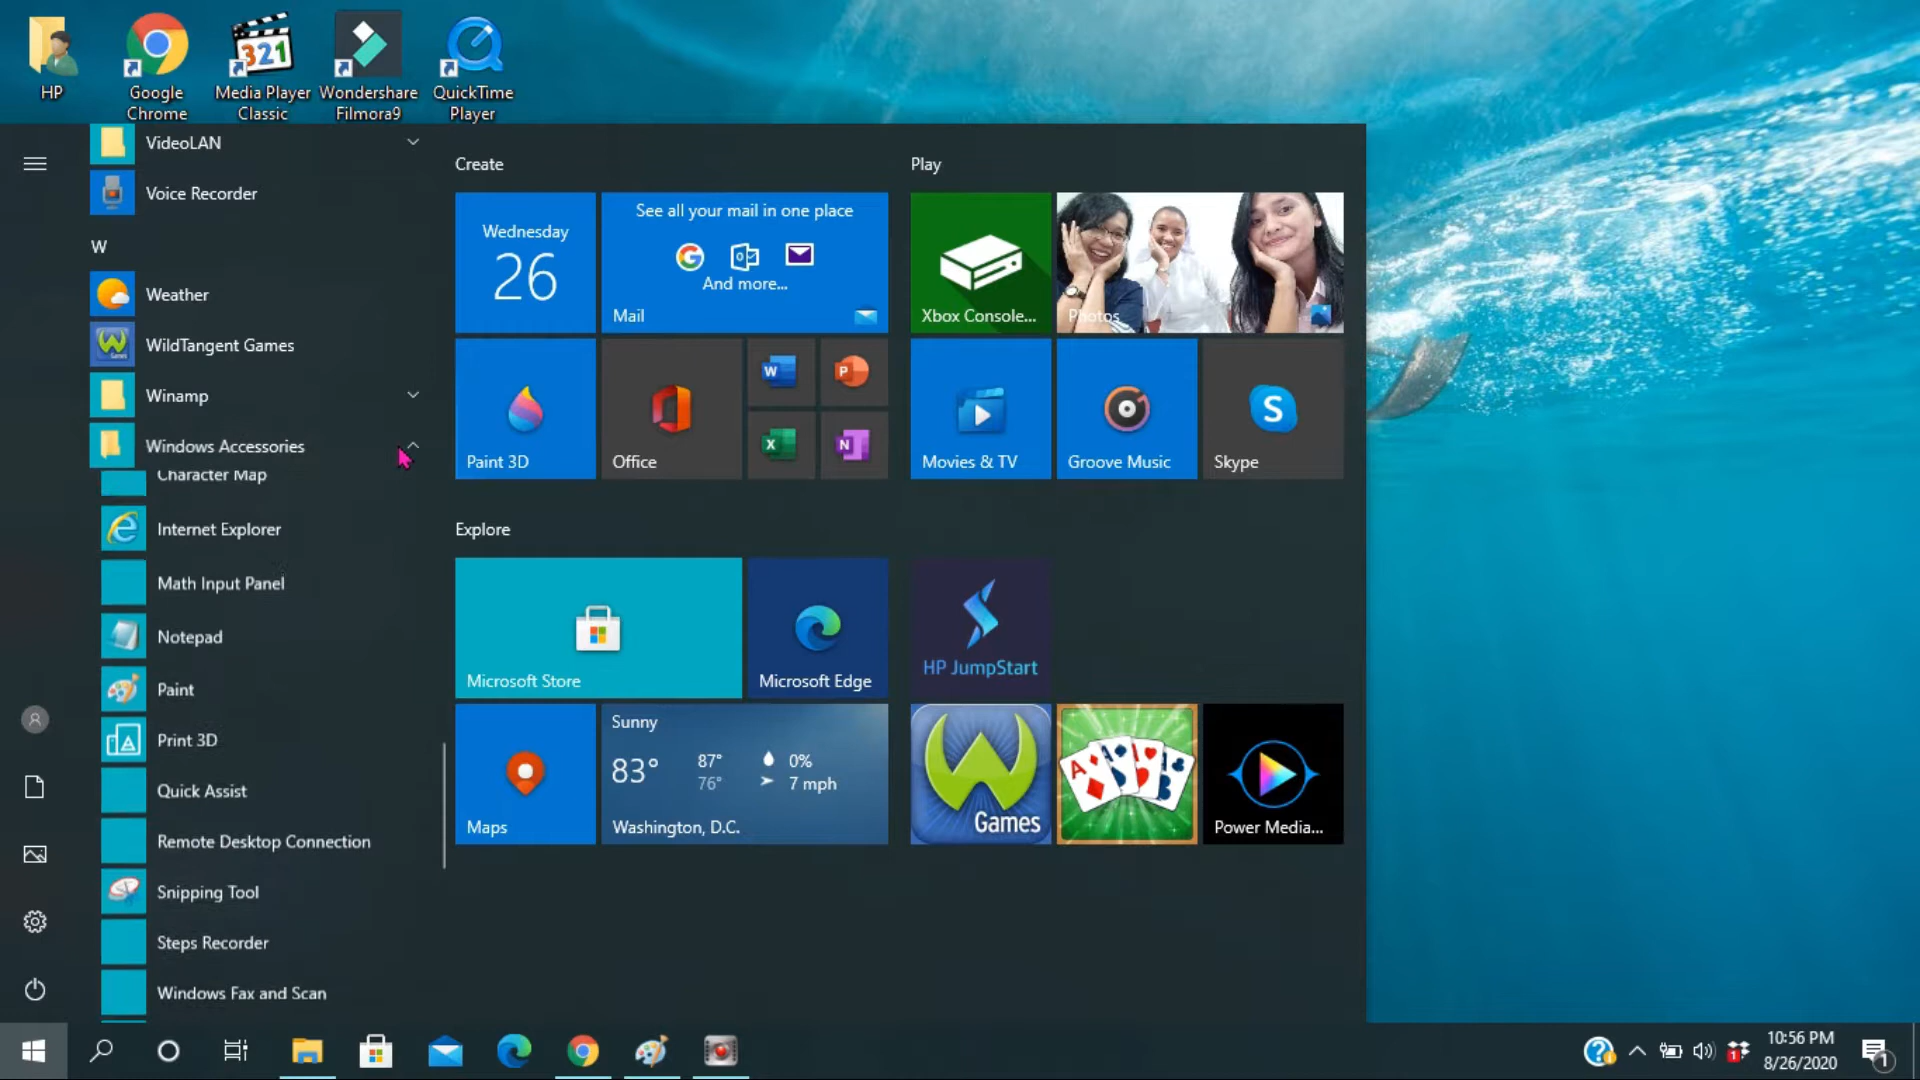 HP
Google
Chrome
Media Player
Classic
321
Wondershare
Filmora9
QuickTime
Player
VideoLAN
Voice Recorder
W
Weather
WildTangent Games
Winamp
Windows Accessories
Character Map
Internet Explorer
Math Input Panel
Notepad
Paint
Print 3D
Quick Assist
Remote Desktop Connection
Snipping Tool
Steps Recorder
Windows Fax and Scan
Create
Wednesday
26
See all your mail in one place
And more...
Mail
Paint 3D
Office
Play
Xbox Console...
Photos
Movies & TV
Groove Music
Skype
Explore
Microsoft Store
Microsoft Edge
HP JumpStart
Maps
Sunny
83° 87° 0%
76° 7 mph
Washington, D.C.
Games
Power Media...
10:56 PM
8/26/2020
1